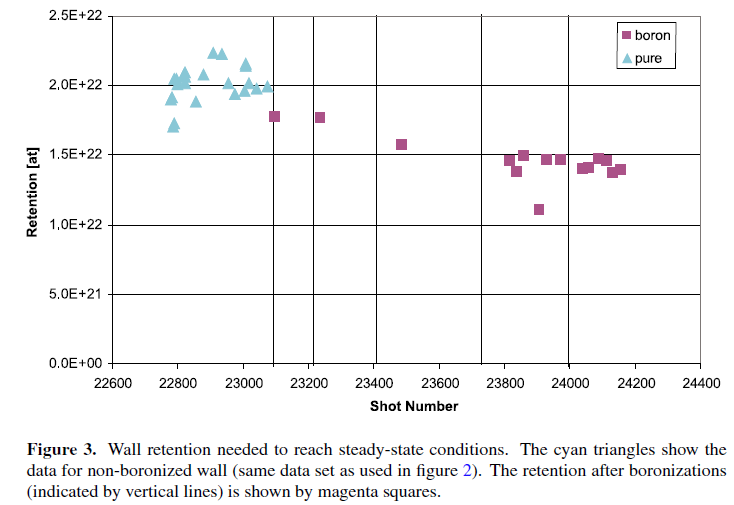 2.5E+22
boron
pure
2.0E+22
1.5E+22
1.0E+22
5.0E+21
0.0E+00
Retention [at]
22600 22800 23000 23200 23400 23600 23800 24000 24200 24400
Shot Number
Figure 3. Wall retention needed to reach steady-state conditions. The cyan triangles show the
data for non-boronized wall (same data set as used in figure 2). The retention after boronizations
(indicated by vertical lines) is shown by magenta squares.